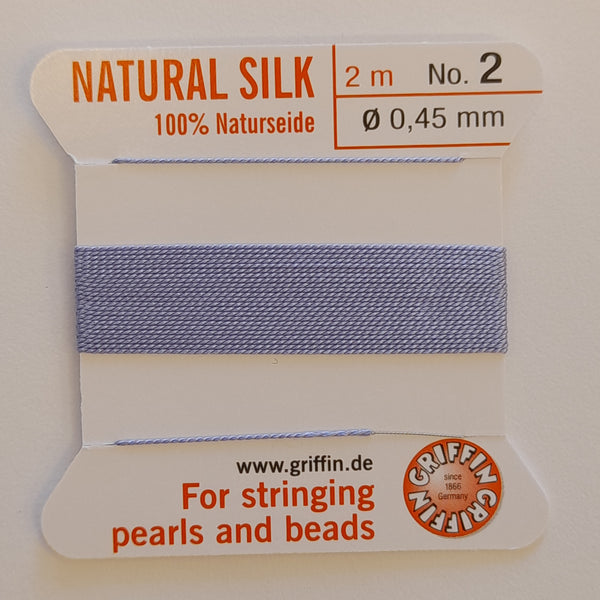 NATURAL SILK
100% Naturseide
2 m No. 2
Ø 0,45 mm
www.griffin.de
For stringing
pearls and beads
GRIFFIN GRIFFIN
since
1866
Germany